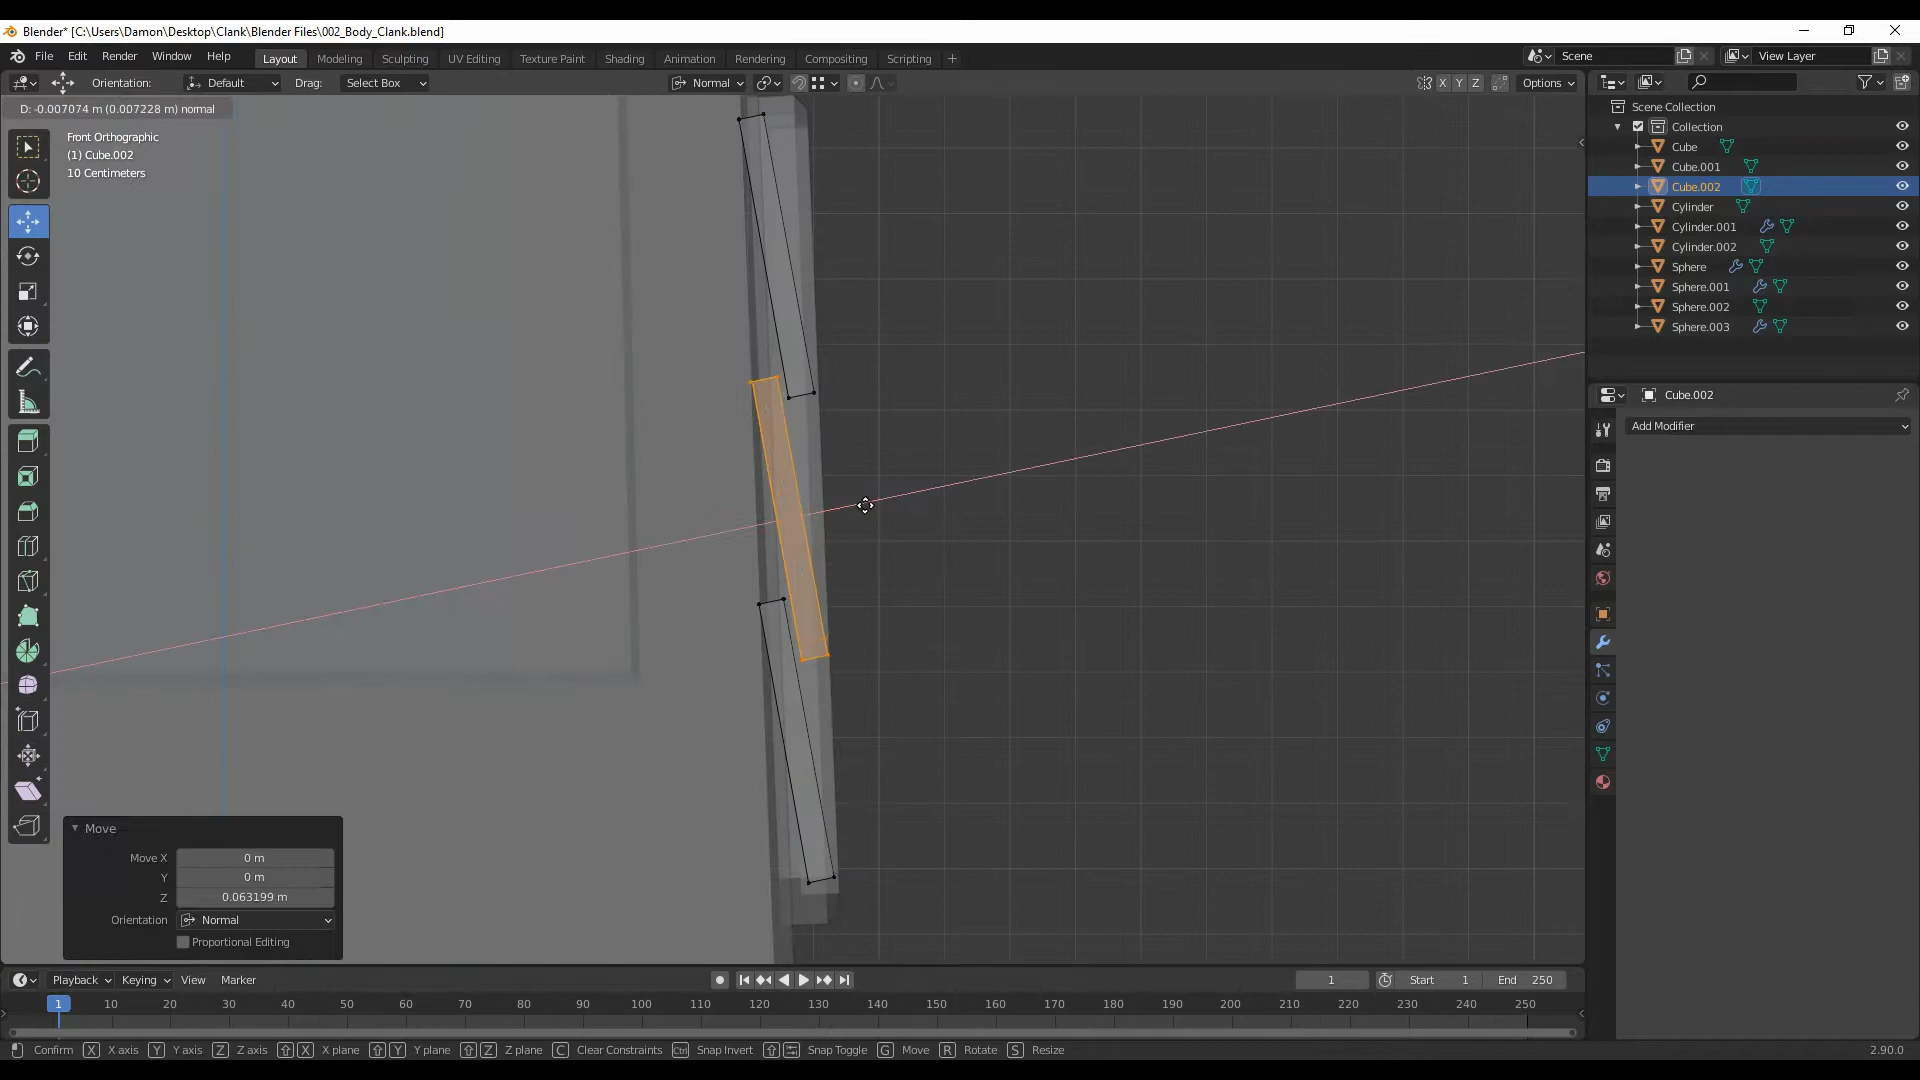 Blender* [C:\Users\Damon\Desktop\Clank\Blender Files\002_Body_Clank.blend]
File Edit Render Window Help Layout Modeling Sculpting UV Editing Texture Paint Shading Animation Rendering Compositing Scripting + Scene View Layer
Orientation: Default Drag: Select Box Normal X Y Z Options
D: -0.007074 m (0.007228 m) normal
Front Orthographic
(1) Cube.002
10 Centimeters
Scene Collection
Collection
Cube
Cube.001
Cube.002
Cylinder
Cylinder.001
Cylinder.002
Sphere
Sphere.001
Sphere.002
Sphere.003
Cube.002
Add Modifier
Move
Move X 0 m
Y 0 m
Z 0.063199 m
Orientation Normal
Proportional Editing
Playback Keying View Marker 1 Start 1 End 250
1 10 20 30 40 50 60 70 80 90 100 110 120 130 140 150 160 170 180 190 200 210 220 230 240 250
Confirm X X axis Y Y axis Z Z axis X X plane Y Y plane Z Z plane C Clear Constraints Ctrl Snap Invert Snap Toggle G Move R Rotate S Resize 2.90.0